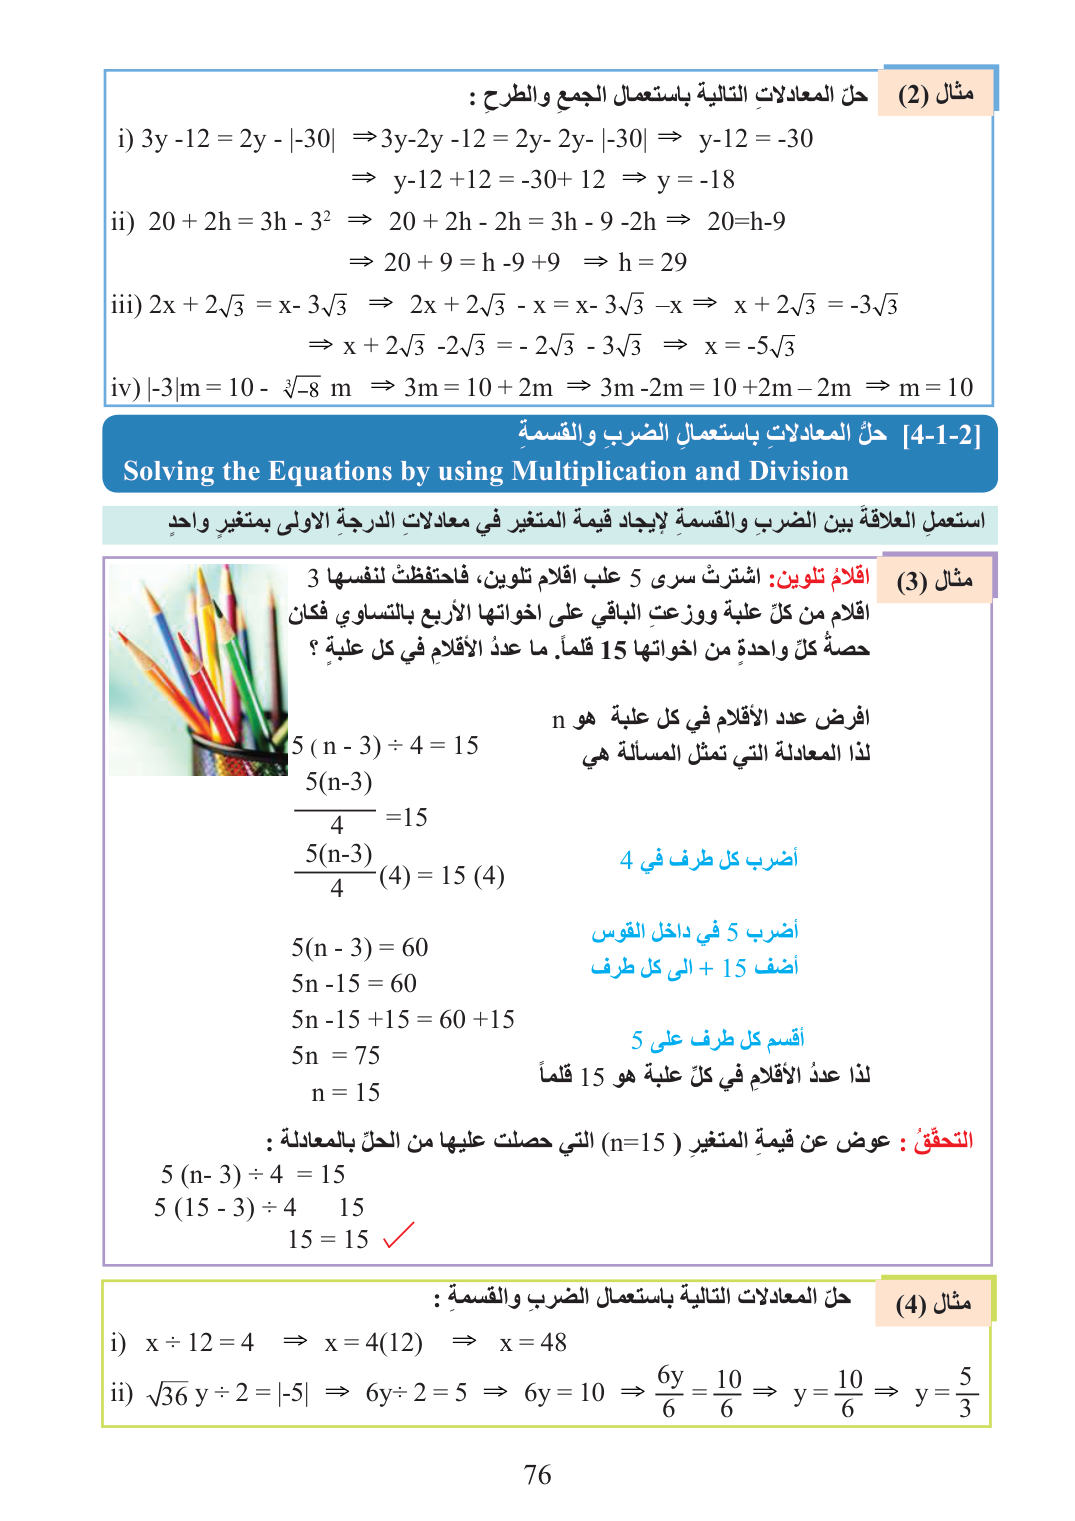 مثال (2) حلّ المعادلاتِ التالية باستعمال الجمعِ والطرحِ :
i) 3y -12 = 2y - |-30| ⇒ 3y-2y -12 = 2y- 2y- |-30| ⇒ y-12 = -30
⇒ y-12 +12 = -30+ 12 ⇒ y = -18
ii) 20 + 2h = 3h - 3² ⇒ 20 + 2h - 2h = 3h - 9 -2h ⇒ 20=h-9
⇒ 20 + 9 = h -9 +9 ⇒ h = 29
iii) 2x + 2√3 = x- 3√3 ⇒ 2x + 2√3 - x = x- 3√3 –x ⇒ x + 2√3 = -3√3
⇒ x + 2√3 -2√3 = - 2√3 - 3√3 ⇒ x = -5√3
iv) |-3|m = 10 - ∛–8 m ⇒ 3m = 10 + 2m ⇒ 3m -2m = 10 +2m – 2m ⇒ m = 10
[4-1-2] حلُّ المعادلاتِ باستعمالِ الضربِ والقسمةِ
Solving the Equations by using Multiplication and Division
استعملِ العلاقةَ بين الضربِ والقسمةِ لإيجاد قيمة المتغير في معادلاتِ الدرجةِ الاولى بمتغيرٍ واحدٍ
مثال (3) اقلامُ تلوين: اشترتْ سرى 5 علب اقلام تلوين، فاحتفظتْ لنفسها 3
اقلام من كلِّ علبة ووزعتِ الباقي على اخواتها الأربع بالتساوي فكان
حصةُ كلِّ واحدةٍ من اخواتها 15 قلماً. ما عددُ الأقلامِ في كل علبةٍ ؟
افرض عدد الأقلام في كل علبة هو n
لذا المعادلة التي تمثل المسألة هي 5 ( n - 3) ÷ 4 = 15
5(n-3)
=15
4
5(n-3)
(4) = 15 (4) أضرب كل طرف في 4
4
5(n - 3) = 60 أضرب 5 في داخل القوس
5n -15 = 60 أضف 15 + الى كل طرف
5n -15 +15 = 60 +15
5n = 75 أقسم كل طرف على 5
n = 15 لذا عددُ الأقلامِ في كلِّ علبة هو 15 قلماً
التحقّقُ : عوض عن قيمةِ المتغيرِ ( n=15) التي حصلت عليها من الحلِّ بالمعادلة :
5 (n- 3) ÷ 4 = 15
5 (15 - 3) ÷ 4 15
15 = 15 ✓
مثال (4) حلّ المعادلات التالية باستعمال الضربِ والقسمةِ :
i) x ÷ 12 = 4 ⇒ x = 4(12) ⇒ x = 48
ii) √36 y ÷ 2 = |-5| ⇒ 6y÷ 2 = 5 ⇒ 6y = 10 ⇒ 6y/6 = 10/6 ⇒ y = 10/6 ⇒ y = 5/3
76